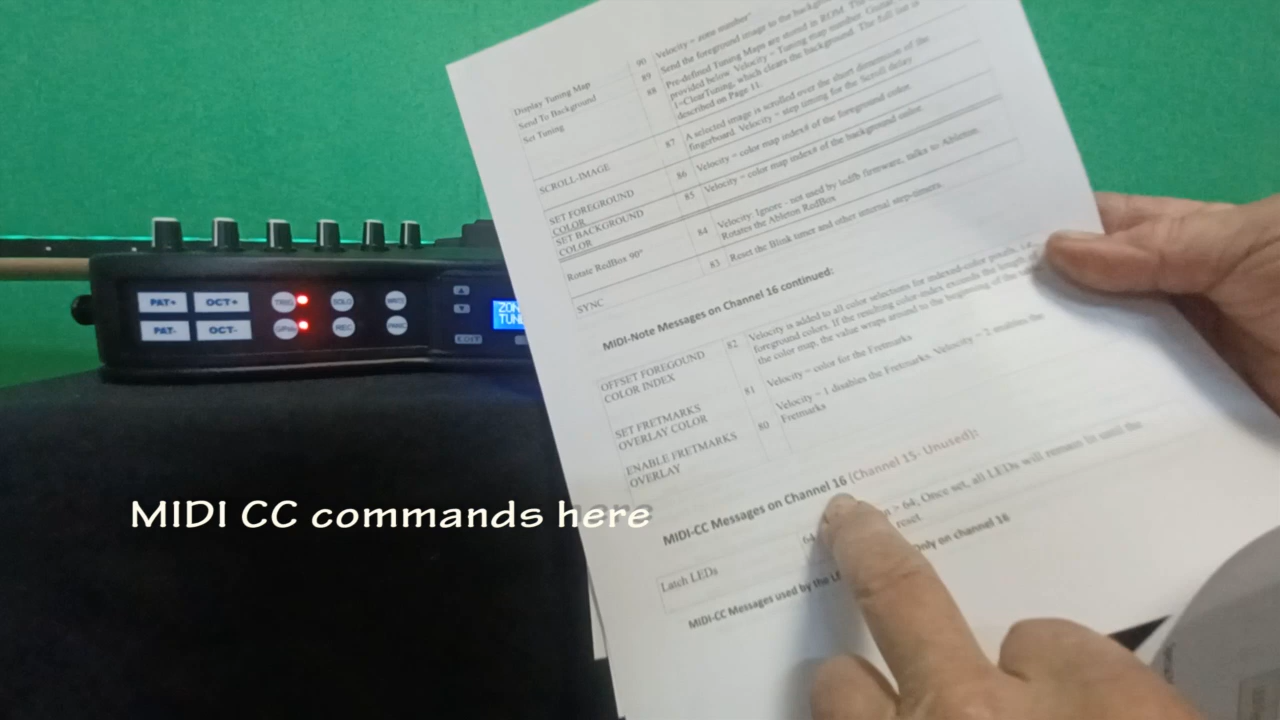 90 Velocity = zone number"
Display Tuning Map
89 Send the foreground image to the
Send To Background
88 Pre-defined Tuning Maps are stored in ROM. The
Set Tuning
provided below. Velocity = Tuning map number. Guitar
1=ClearTuning, which clears the background. The full list is
described on Page 11.
87 A selected image is scrolled over the short dimension of the
SCROLL-IMAGE
fingerboard. Velocity = step timing for the Scroll delay
86 Velocity = color map index# of the foreground color.
SET FOREGROUND
COLOR
85 Velocity = color map index# of the background color.
SET BACKGROUND
COLOR
84 Velocity: Ignore - not used by ledfb firmware, talks to Ableton.
Rotate RedBox 90°
Rotates the Ableton RedBox
83 Reset the Blink timer and other internal step-timers.
SYNC
MIDI-Note Messages on Channel 16 continued:
OFFSET FOREGOUND
COLOR INDEX
82 Velocity is added to all color selections for indexed-color pixels, i.e.
foreground colors. If the resulting color-index exceeds the length of
the color map, the value wraps around to the beginning of the
SET FRETMARKS
OVERLAY COLOR
81 Velocity = color for the Fretmarks
ENABLE FRETMARKS
OVERLAY
80 Velocity = 1 disables the Fretmarks. Velocity = 2 enables the
Fretmarks
MIDI-CC Messages on Channel 16 (Channel 15- Unused):
Latch LEDs
64 > 64; Once set, all LEDs will remain lit until the
reset.
MIDI-CC Messages used by the only on channel 16
PAT+ OCT+ TREG SOLO
PAT- OCT- REC
EDIT
MIDI CC commands here